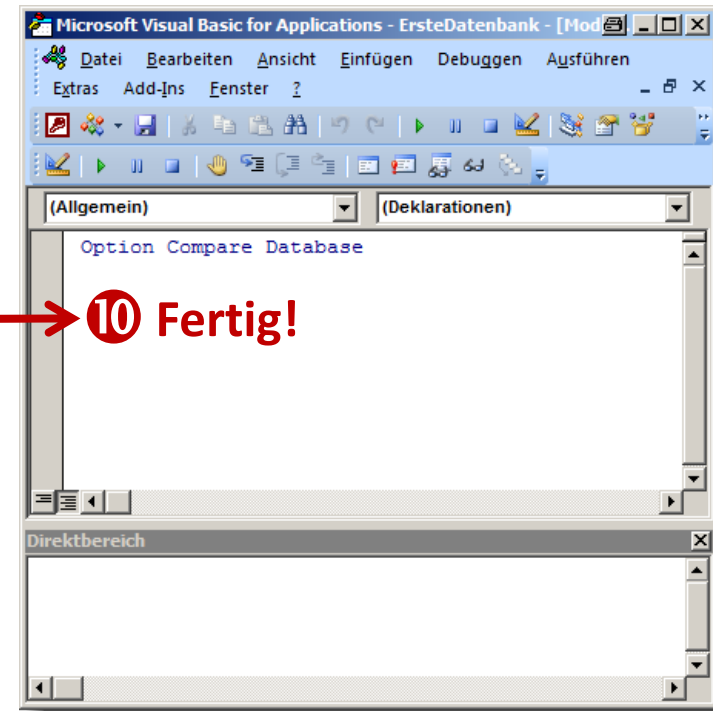 Microsoft Visual Basic for Applications - ErsteDatenbank - [Mod
Datei Bearbeiten Ansicht Einfügen Debuggen Ausführen
Extras Add-Ins Fenster ?
(Allgemein) (Deklarationen)
Option Compare Database
❿ Fertig!
Direktbereich